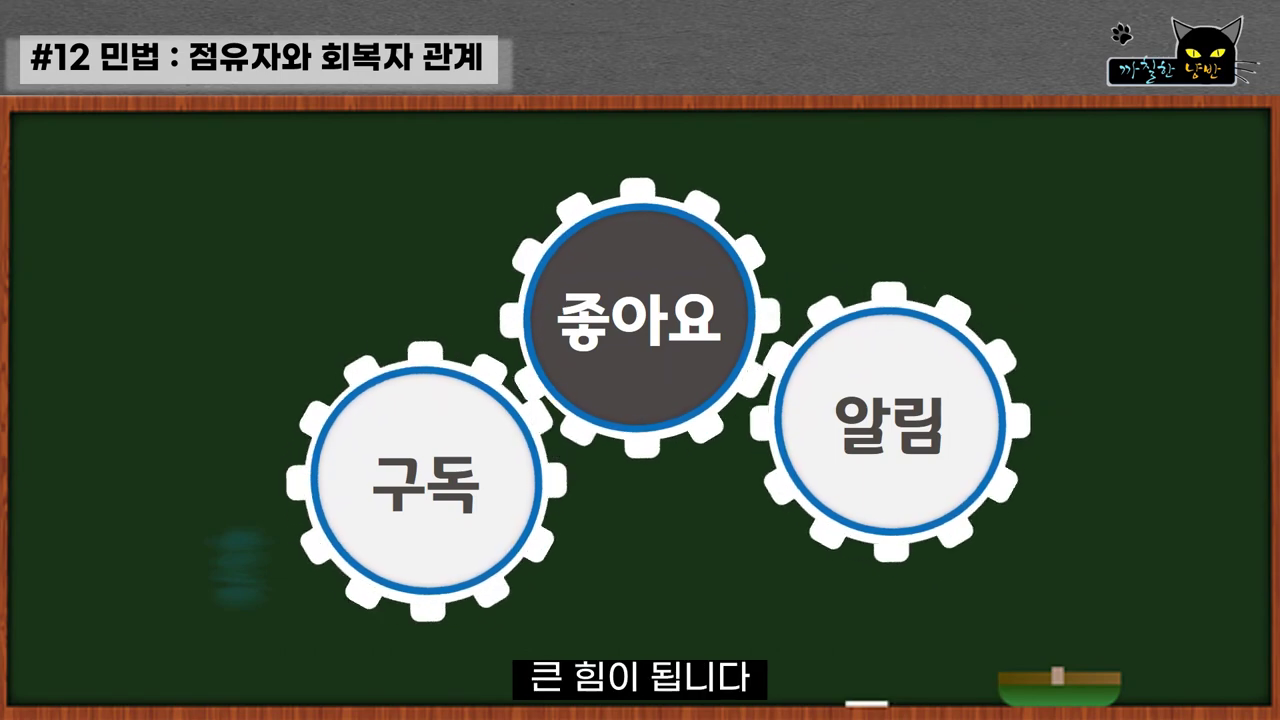 #12 민법 : 점유자와 회복자 관계
까칠한 냥반
좋아요
알림
구독
큰 힘이 됩니다